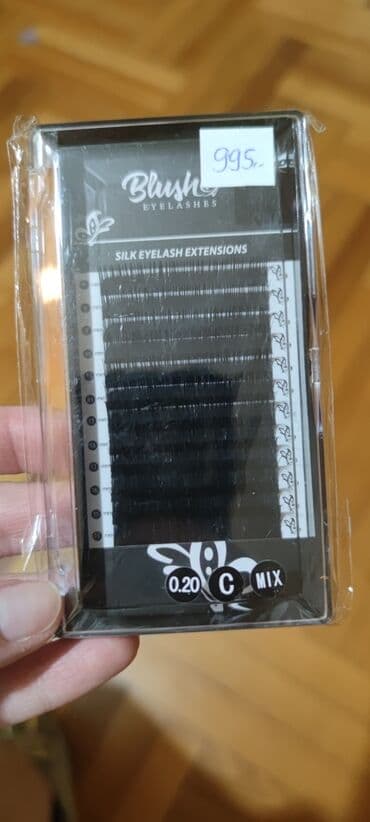 995,-
Blush
EYELASHES
SILK EYELASH EXTENSIONS
0.20 C MIX